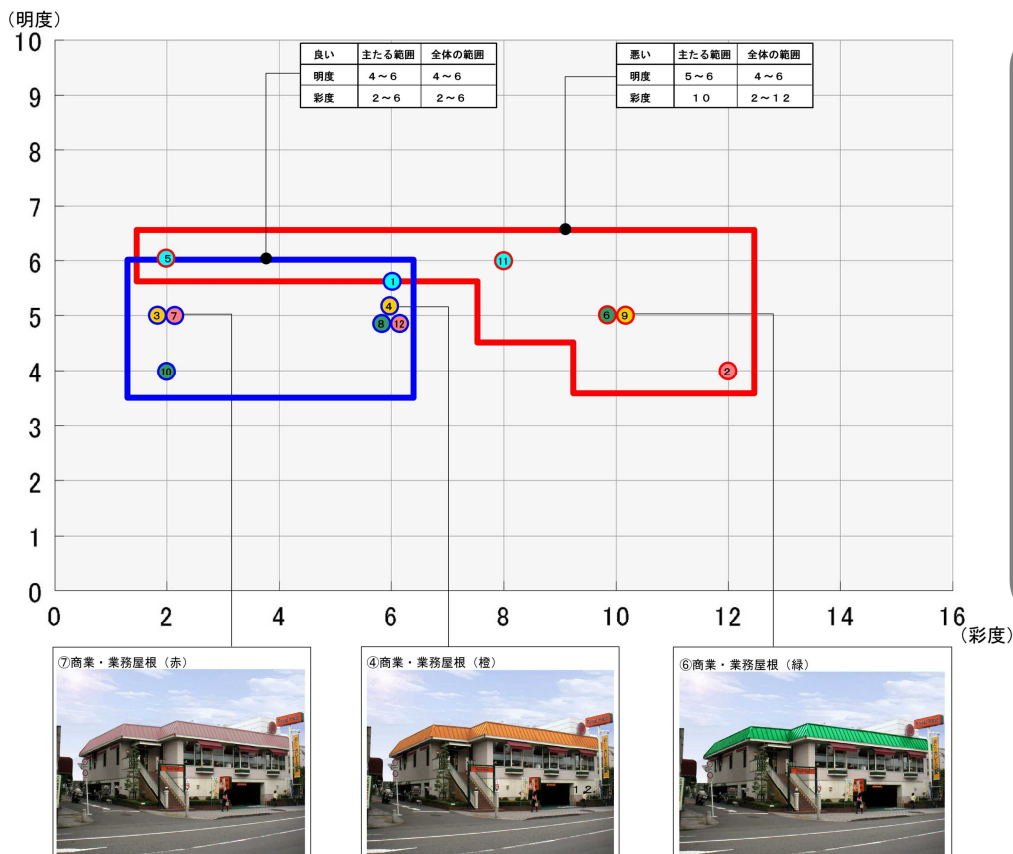 (明度)
10
9
8
7
6
5
4
3
2
1
0
良い 主たる範囲 全体の範囲
明度 4~6 4~6
彩度 2~6 2~6
悪い 主たる範囲 全体の範囲
明度 5~6 4~6
彩度 10 2~12
5
11
1
4
3 7
8 12
6 9
10
2
0 2 4 6 8 10 12 14 16
(彩度)
⑦商業・業務屋根(赤)
④商業・業務屋根(橙)
⑥商業・業務屋根(緑)
12